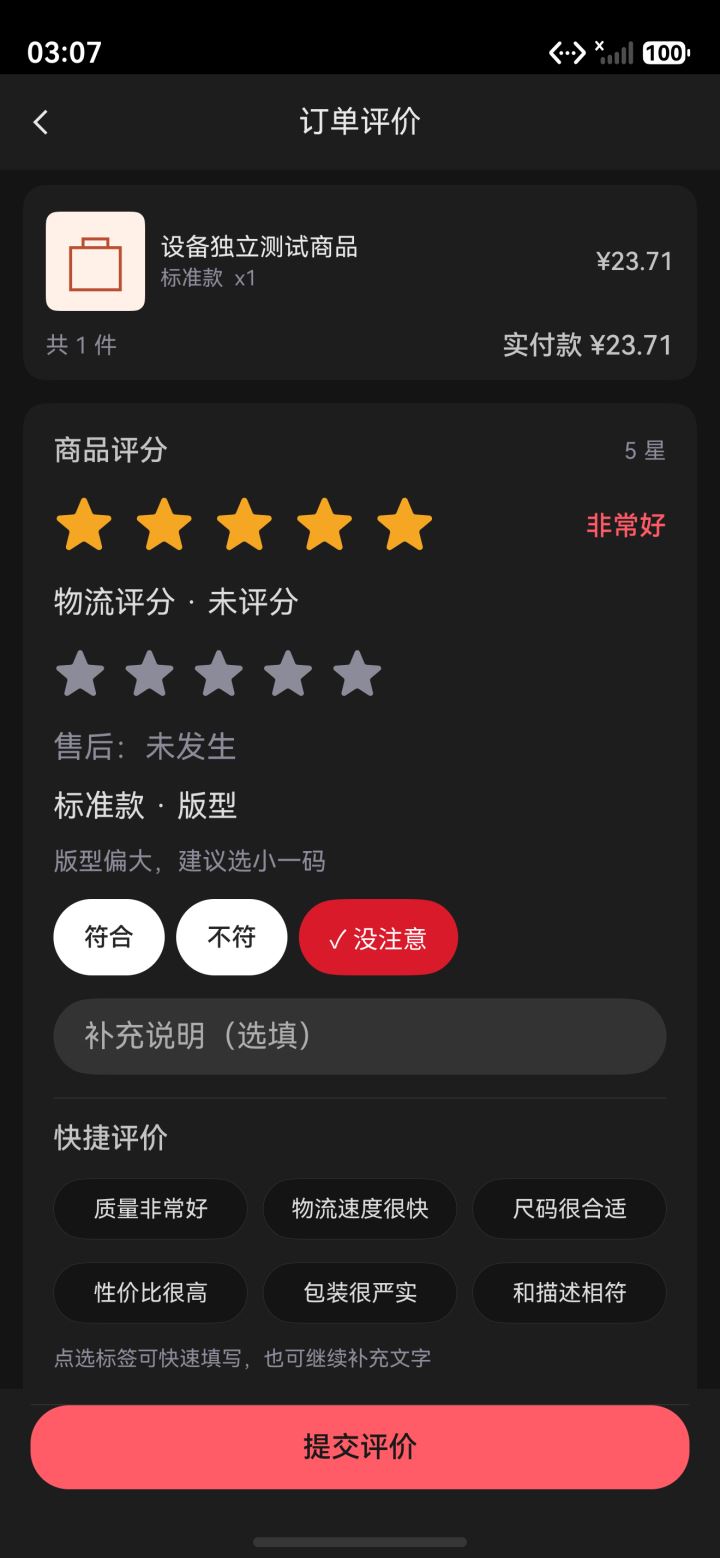 03:07
100
订单评价
设备独立测试商品
标准款 x1
¥23.71
共 1 件
实付款 ¥23.71
商品评分
5 星
非常好
物流评分 · 未评分
售后：未发生
标准款 · 版型
版型偏大，建议选小一码
符合
不符
✓ 没注意
补充说明（选填）
快捷评价
质量非常好
物流速度很快
尺码很合适
性价比很高
包装很严实
和描述相符
点选标签可快速填写，也可继续补充文字
提交评价